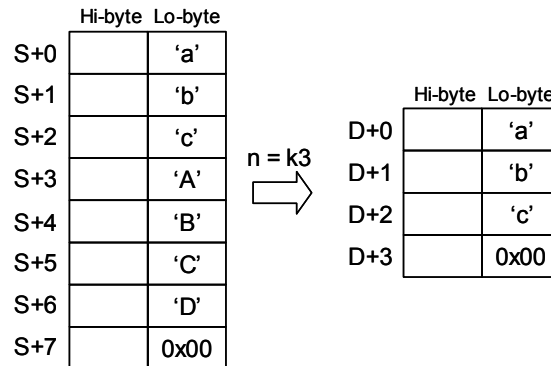 Hi-byte Lo-byte
S+0 ‘a’
S+1 ‘b’
S+2 ‘c’
S+3 ‘A’
S+4 ‘B’
S+5 ‘C’
S+6 ‘D’
S+7 0x00
n = k3
Hi-byte Lo-byte
D+0 ‘a’
D+1 ‘b’
D+2 ‘c’
D+3 0x00